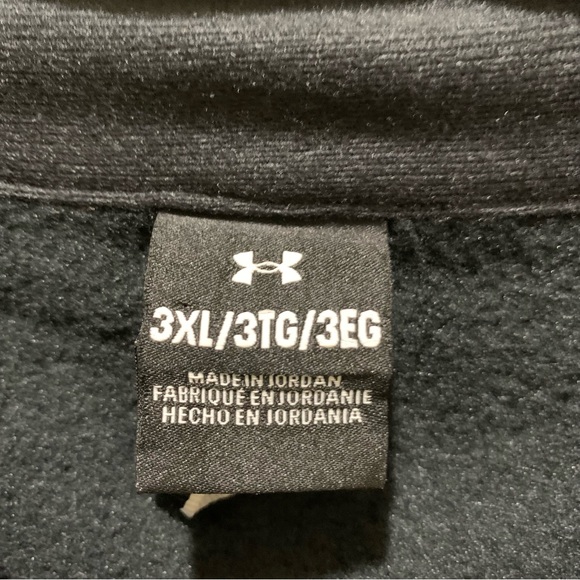 3XL/3TG/3EG
MADE IN JORDAN
FABRIQUÉ EN JORDANIE
HECHO EN JORDANIA